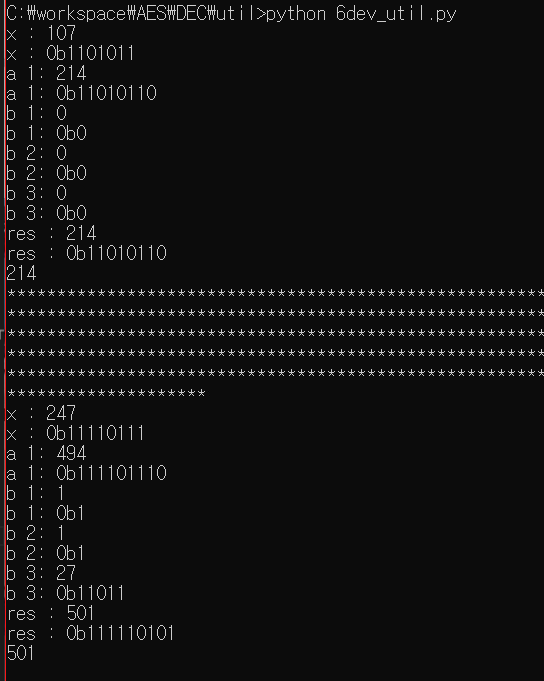 C:₩workspace₩AES₩DEC₩util>python 6dev_util.py
x : 107
x : 0b1101011
a 1: 214
a 1: 0b11010110
b 1: 0
b 1: 0b0
b 2: 0
b 2: 0b0
b 3: 0
b 3: 0b0
res : 214
res : 0b11010110
214
******************************************************
******************************************************
******************************************************
******************************************************
******************************************************
********************
x : 247
x : 0b11110111
a 1: 494
a 1: 0b111101110
b 1: 1
b 1: 0b1
b 2: 1
b 2: 0b1
b 3: 27
b 3: 0b11011
res : 501
res : 0b111110101
501